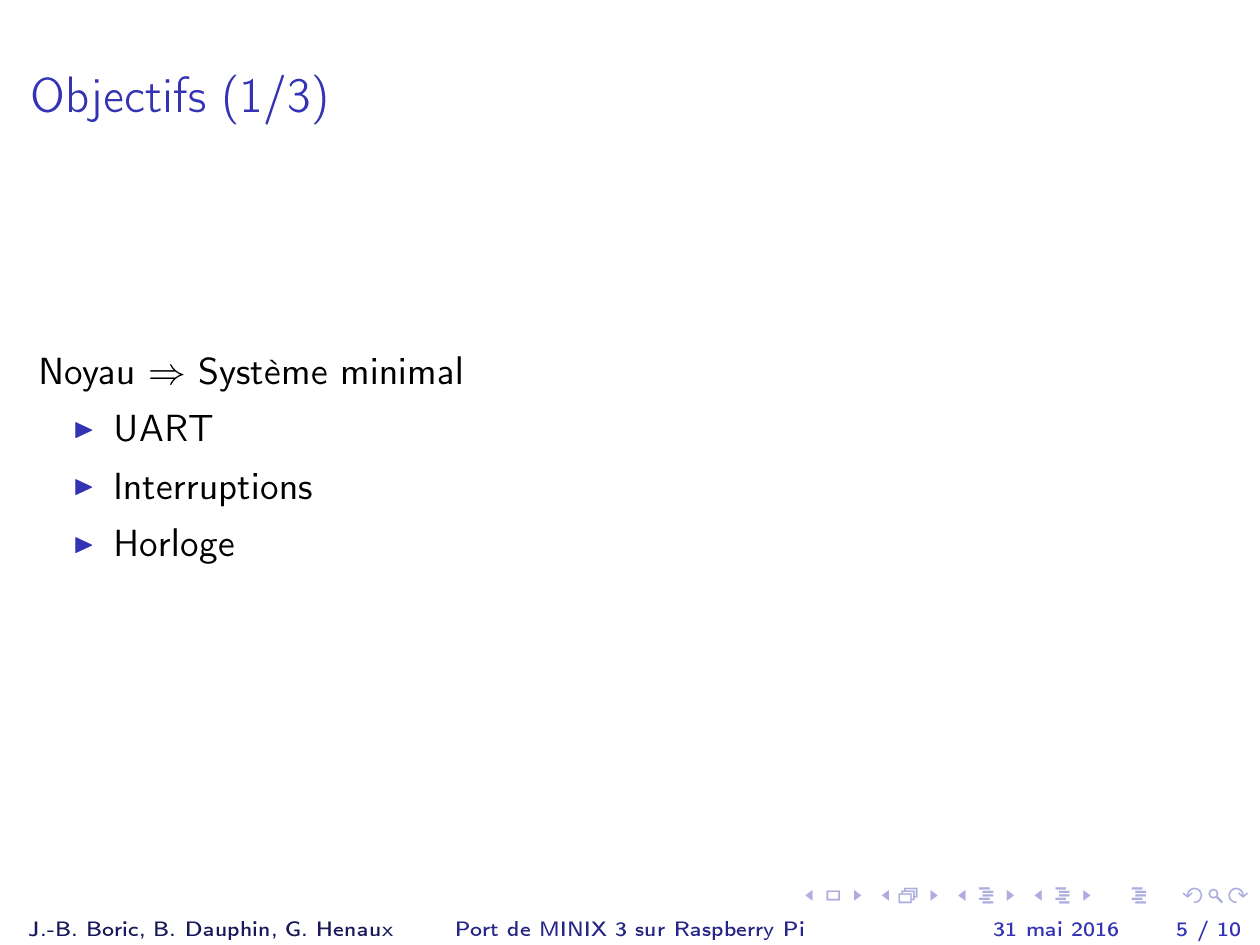 Objectifs (1/3)
Noyau ⇒ Système minimal
▶ UART
▶ Interruptions
▶ Horloge
J.-B. Boric, B. Dauphin, G. Henaux Port de MINIX 3 sur Raspberry Pi 31 mai 2016 5 / 10